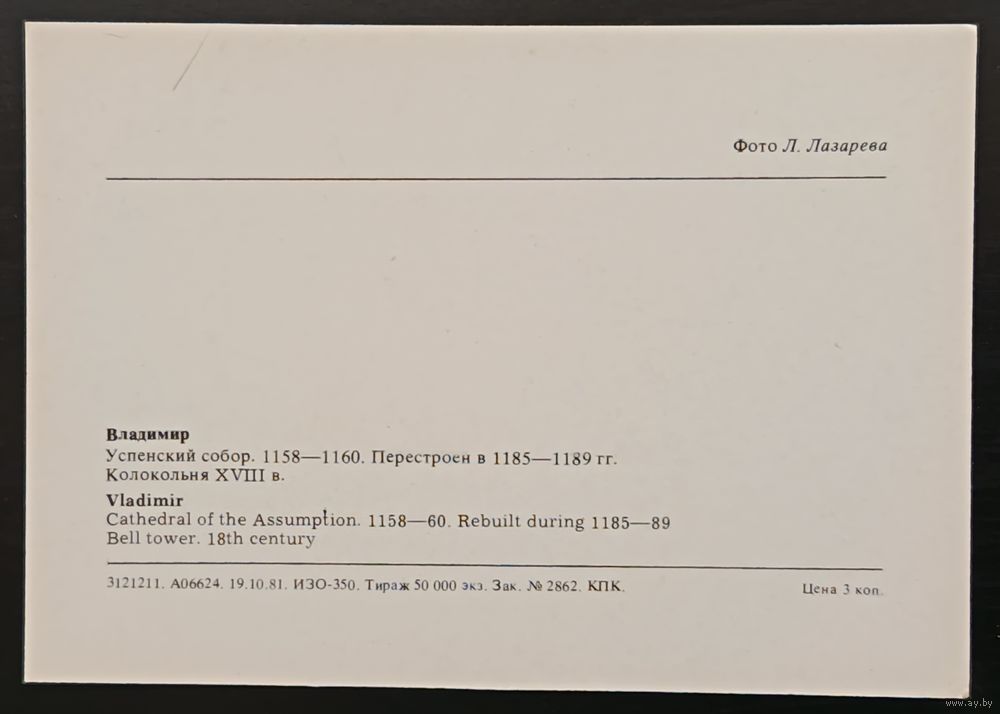 Фото Л. Лазарева
Владимир
Успенский собор. 1158—1160. Перестроен в 1185—1189 гг.
Колокольня XVIII в.
Vladimir
Cathedral of the Assumption. 1158—60. Rebuilt during 1185—89
Bell tower. 18th century
3121211. А06624. 19.10.81. ИЗО-350. Тираж 50 000 экз. Зак. № 2862. КПК.
Цена 3 коп.
www.ay.by